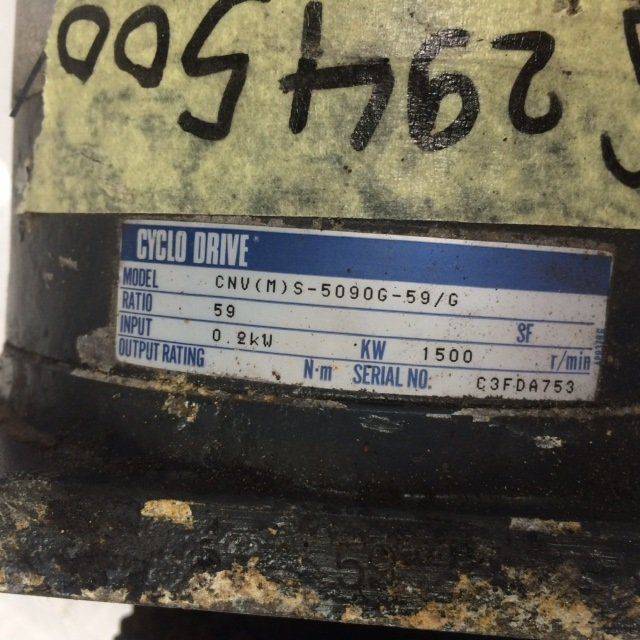 CYCLO DRIVE
MODEL CNV(M)S-5090G-59/G
RATIO 59 SF
INPUT 0.2kW KW 1500 r/min
OUTPUT RATING N·m SERIAL NO: C3FDA753